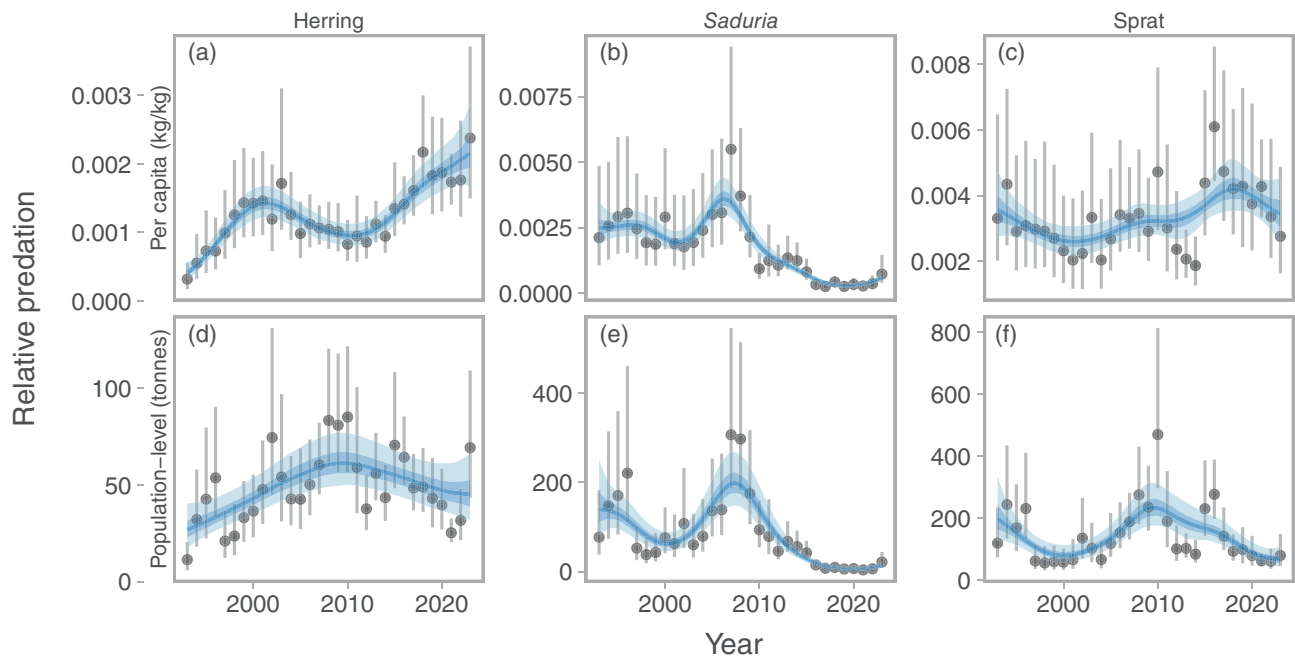 Herring
Saduria
Sprat
Relative predation
Per capita (kg/kg)
(a)
0.003
0.002
0.001
0.000
(b)
0.0075
0.0050
0.0025
0.0000
(c)
0.008
0.006
0.004
0.002
Population−level (tonnes)
(d)
100
50
0
(e)
400
200
0
(f)
800
600
400
200
0
2000 2010 2020
2000 2010 2020
2000 2010 2020
Year